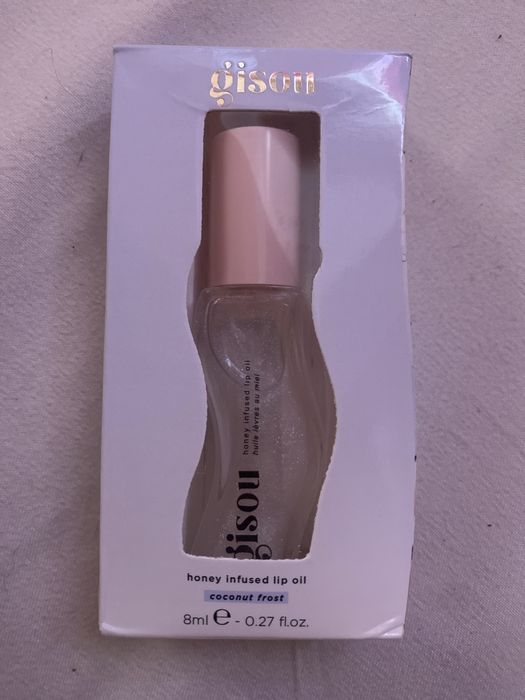 gisou
honey infused lip oil
huile lèvres au miel
gisou
honey infused lip oil
coconut frost
8ml e - 0.27 fl.oz.